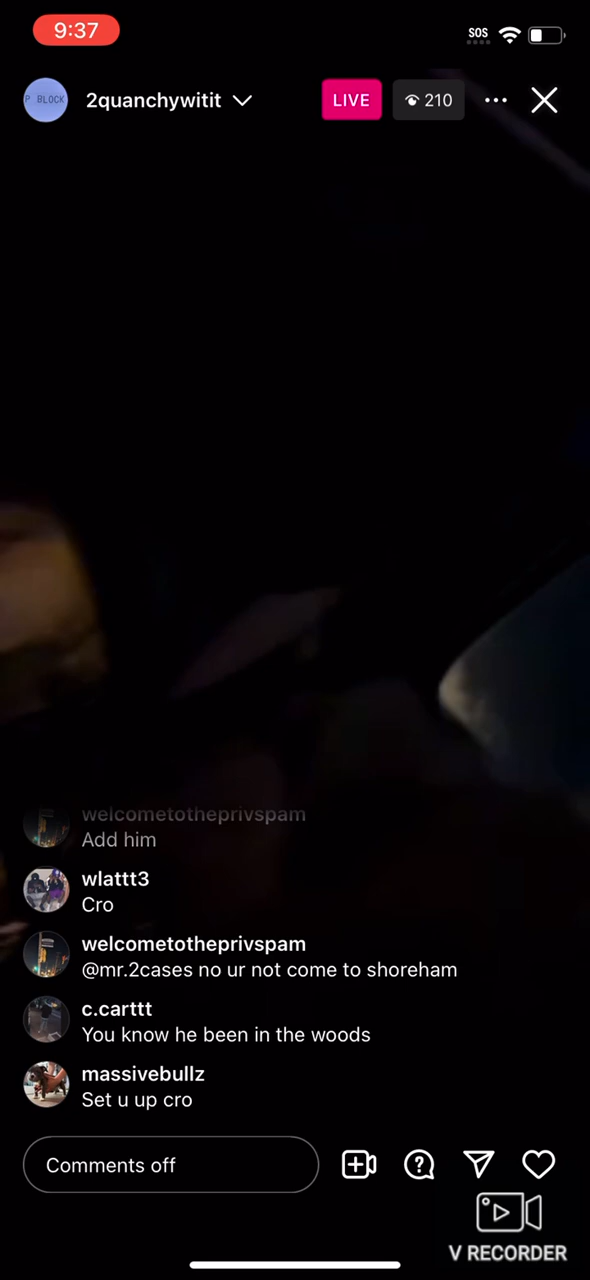 9:37
SOS
P BLOCK
2quanchywitit
LIVE
210
welcometotheprivspam
Add him
wlattt3
Cro
welcometotheprivspam
@mr.2cases no ur not come to shoreham
c.carttt
You know he been in the woods
massivebullz
Set u up cro
Comments off
V RECORDER